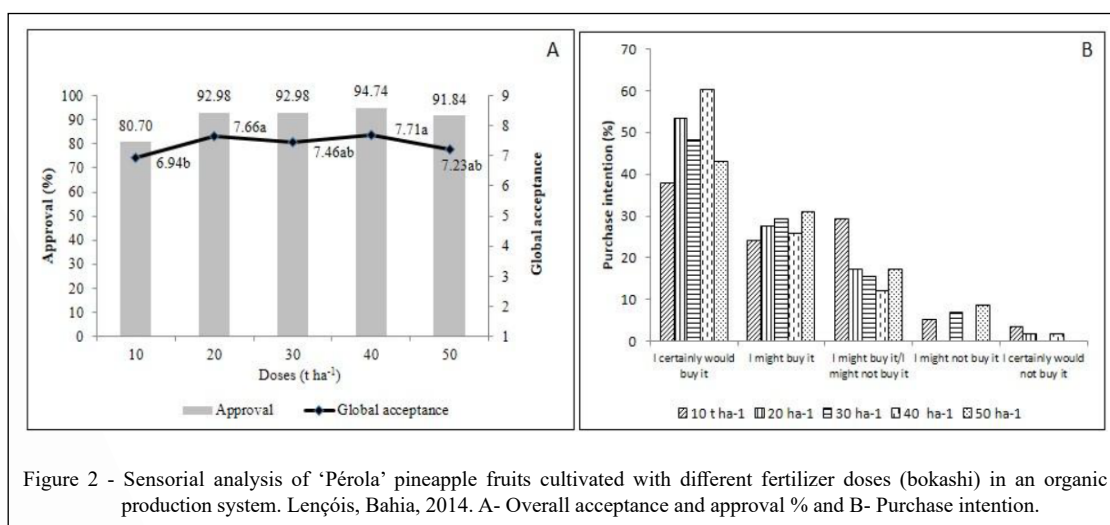 A
100
90
80
70
60
50
40
30
20
10
0
Approval (%)
80.70
92.98
92.98
94.74
91.84
6.94b
7.66a
7.46ab
7.71a
7.23ab
9
8
7
6
5
4
3
2
1
Global acceptance
10 20 30 40 50
Doses (t ha-1)
Approval Global acceptance
B
70
60
50
40
30
20
10
0
Purchase intention (%)
I certainly would
buy it
I might buy it
I might buy it/I
might not buy it
I might not buy it
I certainly would
not buy it
10 t ha-1 20 ha-1 30 ha-1 40 ha-1 50 ha-1
Figure 2 - Sensorial analysis of ‘Pérola’ pineapple fruits cultivated with different fertilizer doses (bokashi) in an organic
production system. Lençóis, Bahia, 2014. A- Overall acceptance and approval % and B- Purchase intention.